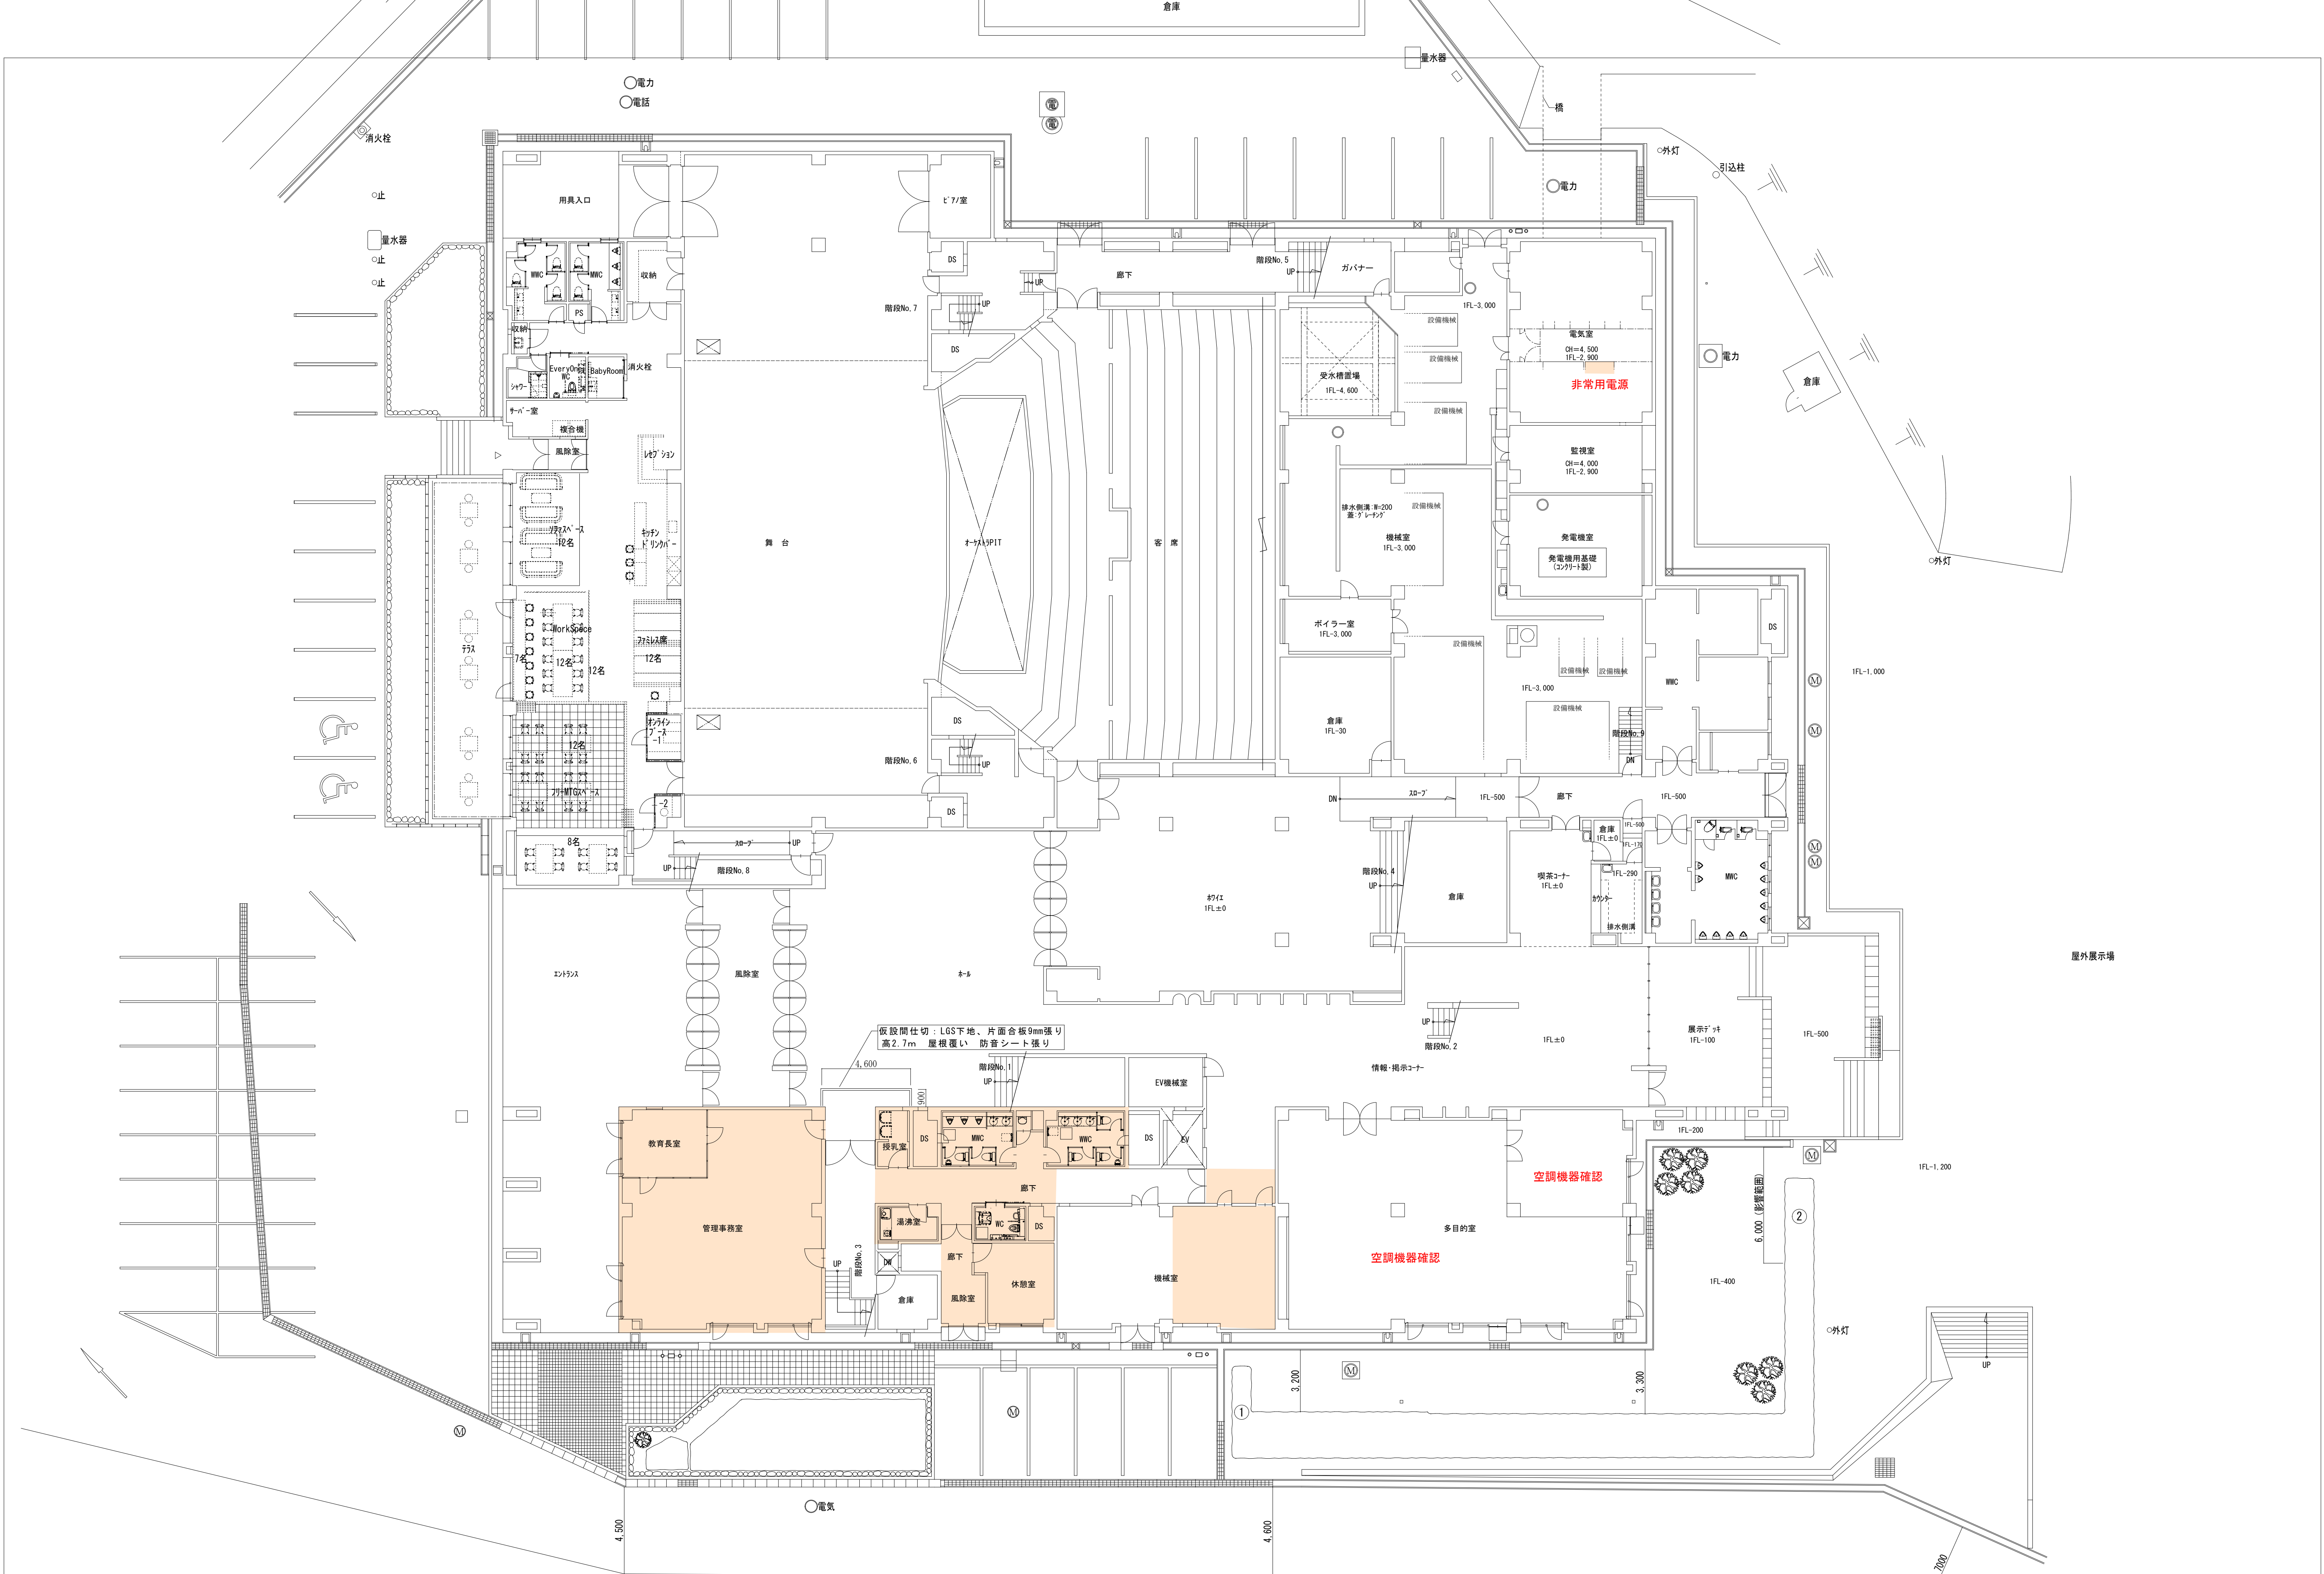 倉庫
量水器
電力
電話
電
電
橋
消火栓
外灯
引込柱
止
電力
用具入口
ピアノ室
量水器
止
止
WWC
MWC
収納
DS
UP
廊下
階段No.5
UP
ガバナー
1FL-3,000
階段No.7
UP
PS
収納
設備機械
電気室
CH=4,500
1FL-2,900
非常用電源
電力
倉庫
DS
設備機械
受水槽置場
1FL-4,600
EveryOne
WC
BabyRoom
消火栓
シャワー
サーバー室
複合機
設備機械
風除室
レセプション
監視室
CH=4,000
1FL-2,900
排水側溝:W=200
蓋:グレーチング
設備機械
リファスペース
12名
キッチン
ドリンクバー
舞 台
オーケストラPIT
客 席
機械室
1FL-3,000
発電機室
発電機用基礎
(コンクリート製)
外灯
WorkSpace
7名
12名
12名
ファミレス席
12名
テラス
ボイラー室
1FL-3,000
設備機械
DS
設備機械
設備機械
1FL-3,000
MWC
M
1FL-1,000
設備機械
倉庫
1FL-30
DS
オンライン
ブース
-1
12名
階段No.6
UP
階段No.9
DN
M
フリーMTGスペース
-2
DS
DN
スロープ
1FL-500
廊下
1FL-500
8名
スロープ
UP
UP
階段No.8
倉庫
1FL±0
1FL-500
1FL-170
M
M
階段No.4
UP
喫茶コーナー
1FL±0
1FL-290
MWC
ホワイエ
1FL±0
倉庫
カウンター
排水側溝
屋外展示場
エントランス
風除室
ホール
仮設間仕切:LGS下地、片面合板9mm張り
高2.7m 屋根覆い 防音シート張り
4,600
900
階段No.1
UP
EV機械室
UP
階段No.2
1FL±0
展示デッキ
1FL-100
1FL-500
情報・掲示コーナー
教育長室
授乳室
DS
MWC
WWC
DS
EV
1FL-200
M
1FL-1,200
廊下
空調機器確認
6,000(影響範囲)
②
管理事務室
湯沸室
WC
DS
多目的室
階段No.3
UP
DW
廊下
空調機器確認
休憩室
機械室
1FL-400
倉庫
風除室
外灯
UP
3,200
M
3,300
①
M
M
電気
4,500
4,600
7000